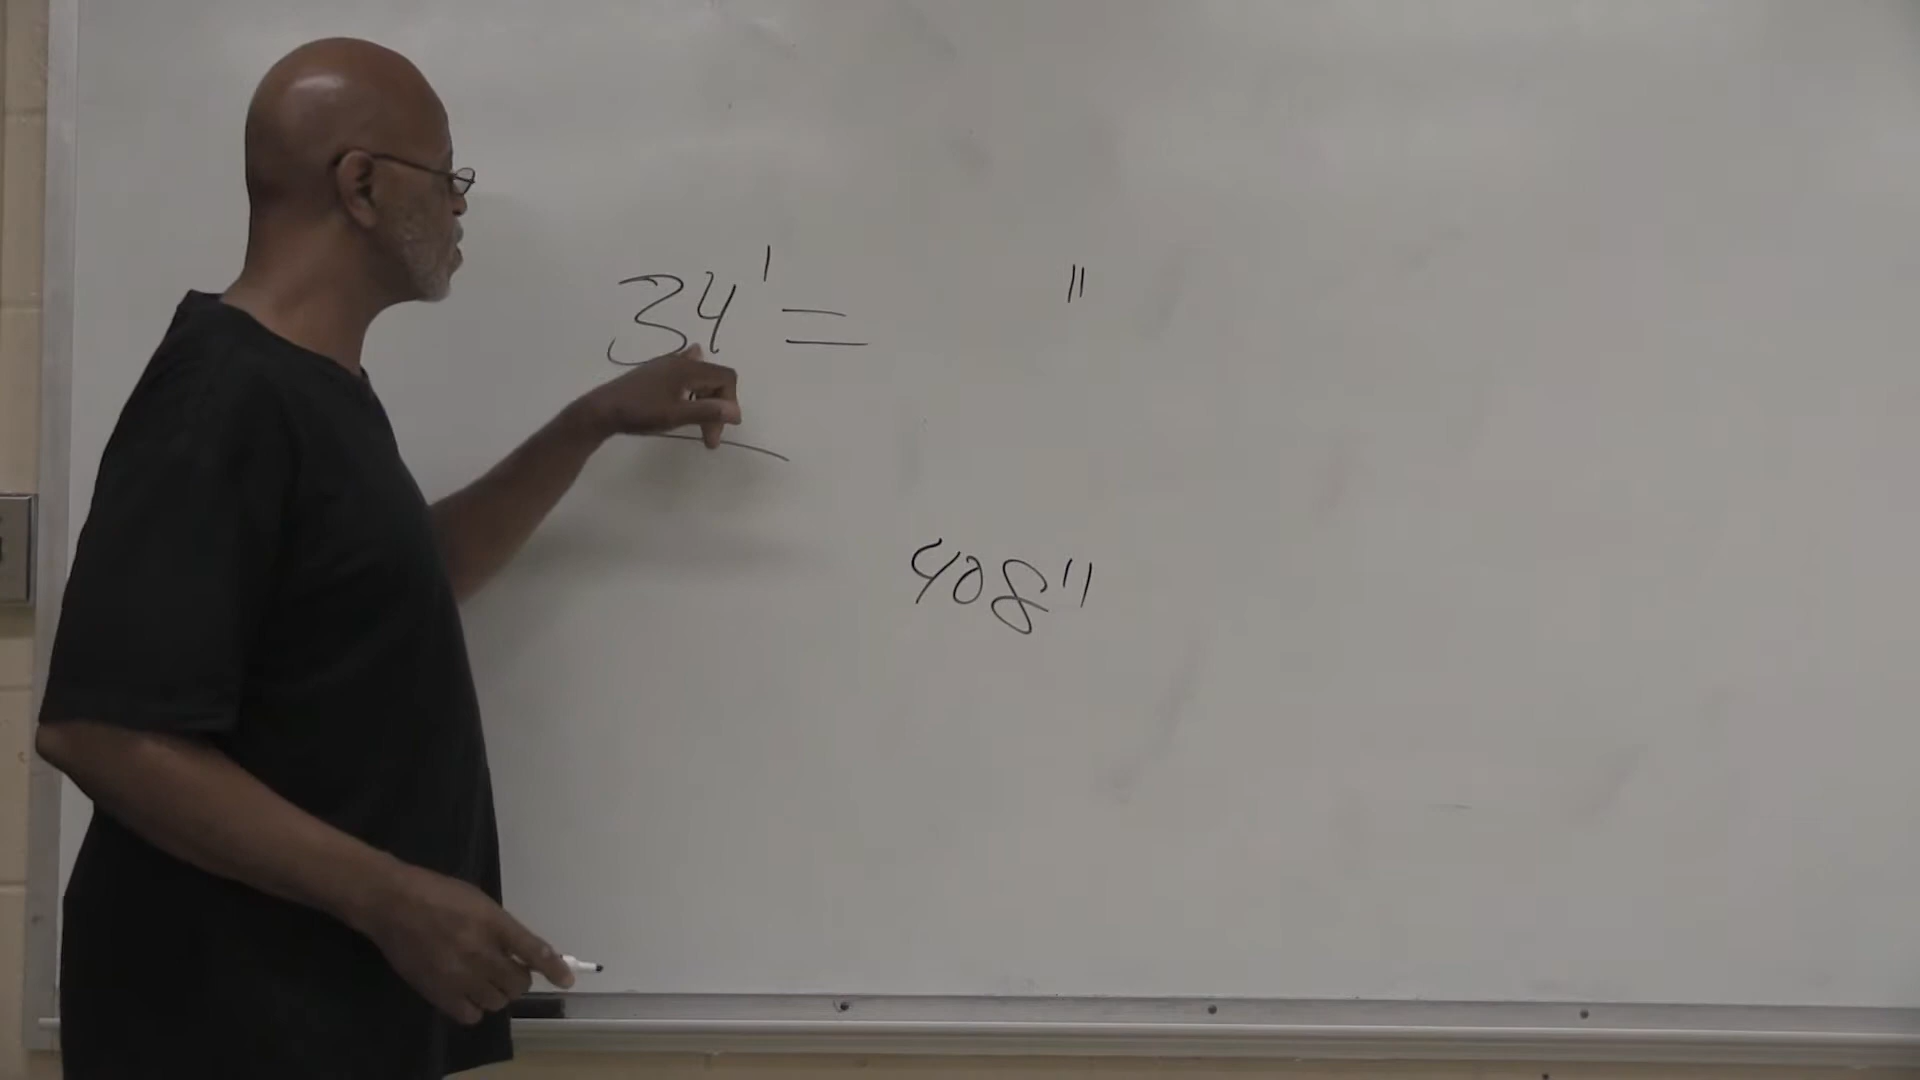 34' =      "
408"